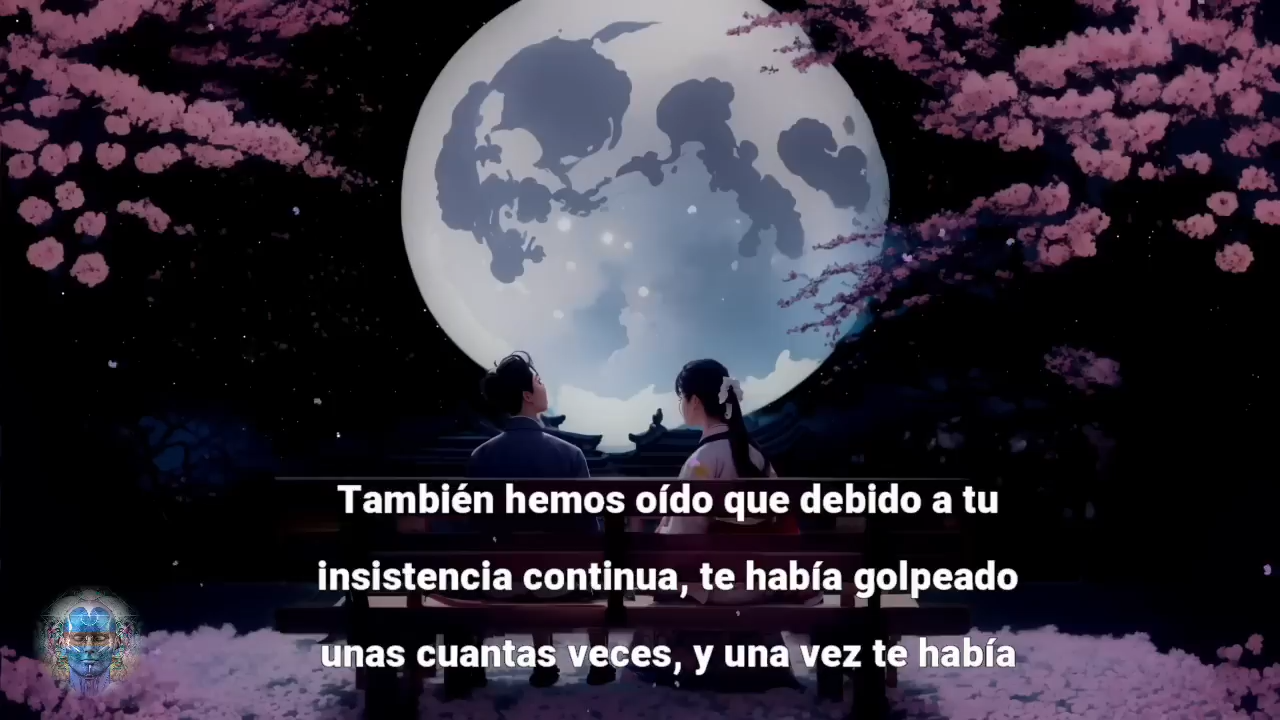 También hemos oído que debido a tu
insistencia continua, te había golpeado
unas cuantas veces, y una vez te había